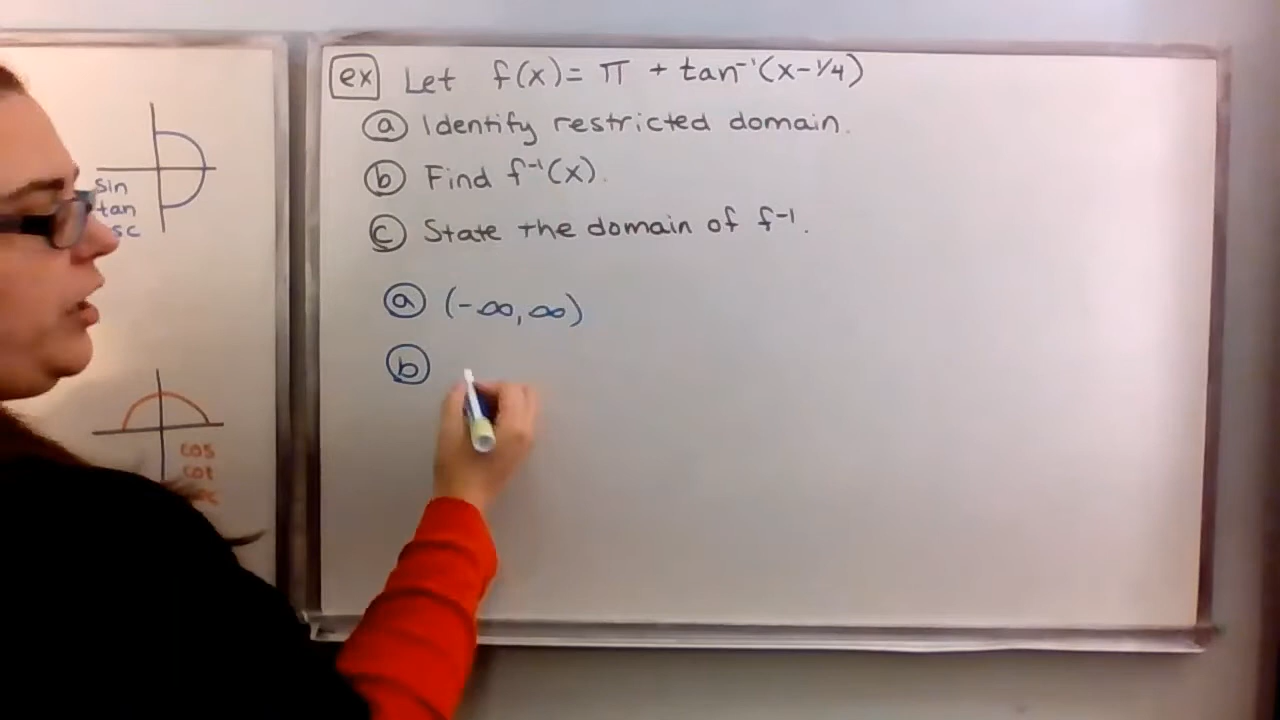 ex Let f(x) = π + tan⁻¹(x-1/4)
a Identify restricted domain.
b Find f⁻¹(x).
c State the domain of f⁻¹.
a (-∞, ∞)
b
sin
tan
cos
cot